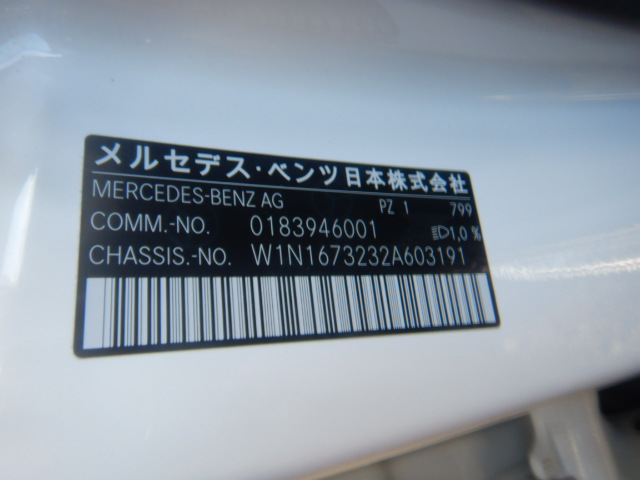 メルセデス・ベンツ日本株式会社
MERCEDES-BENZ AG PZ 1 799
COMM.-NO. 0183946001 1,0 %
CHASSIS.-NO. W1N1673232A603191